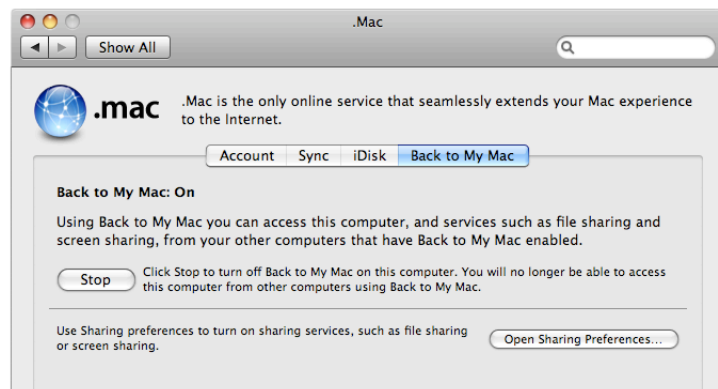 .Mac
Show All
.mac
.Mac is the only online service that seamlessly extends your Mac experience
to the Internet.
Account Sync iDisk Back to My Mac
Back to My Mac: On
Using Back to My Mac you can access this computer, and services such as file sharing and
screen sharing, from your other computers that have Back to My Mac enabled.
Stop
Click Stop to turn off Back to My Mac on this computer. You will no longer be able to access
this computer from other computers using Back to My Mac.
Use Sharing preferences to turn on sharing services, such as file sharing
or screen sharing.
Open Sharing Preferences...